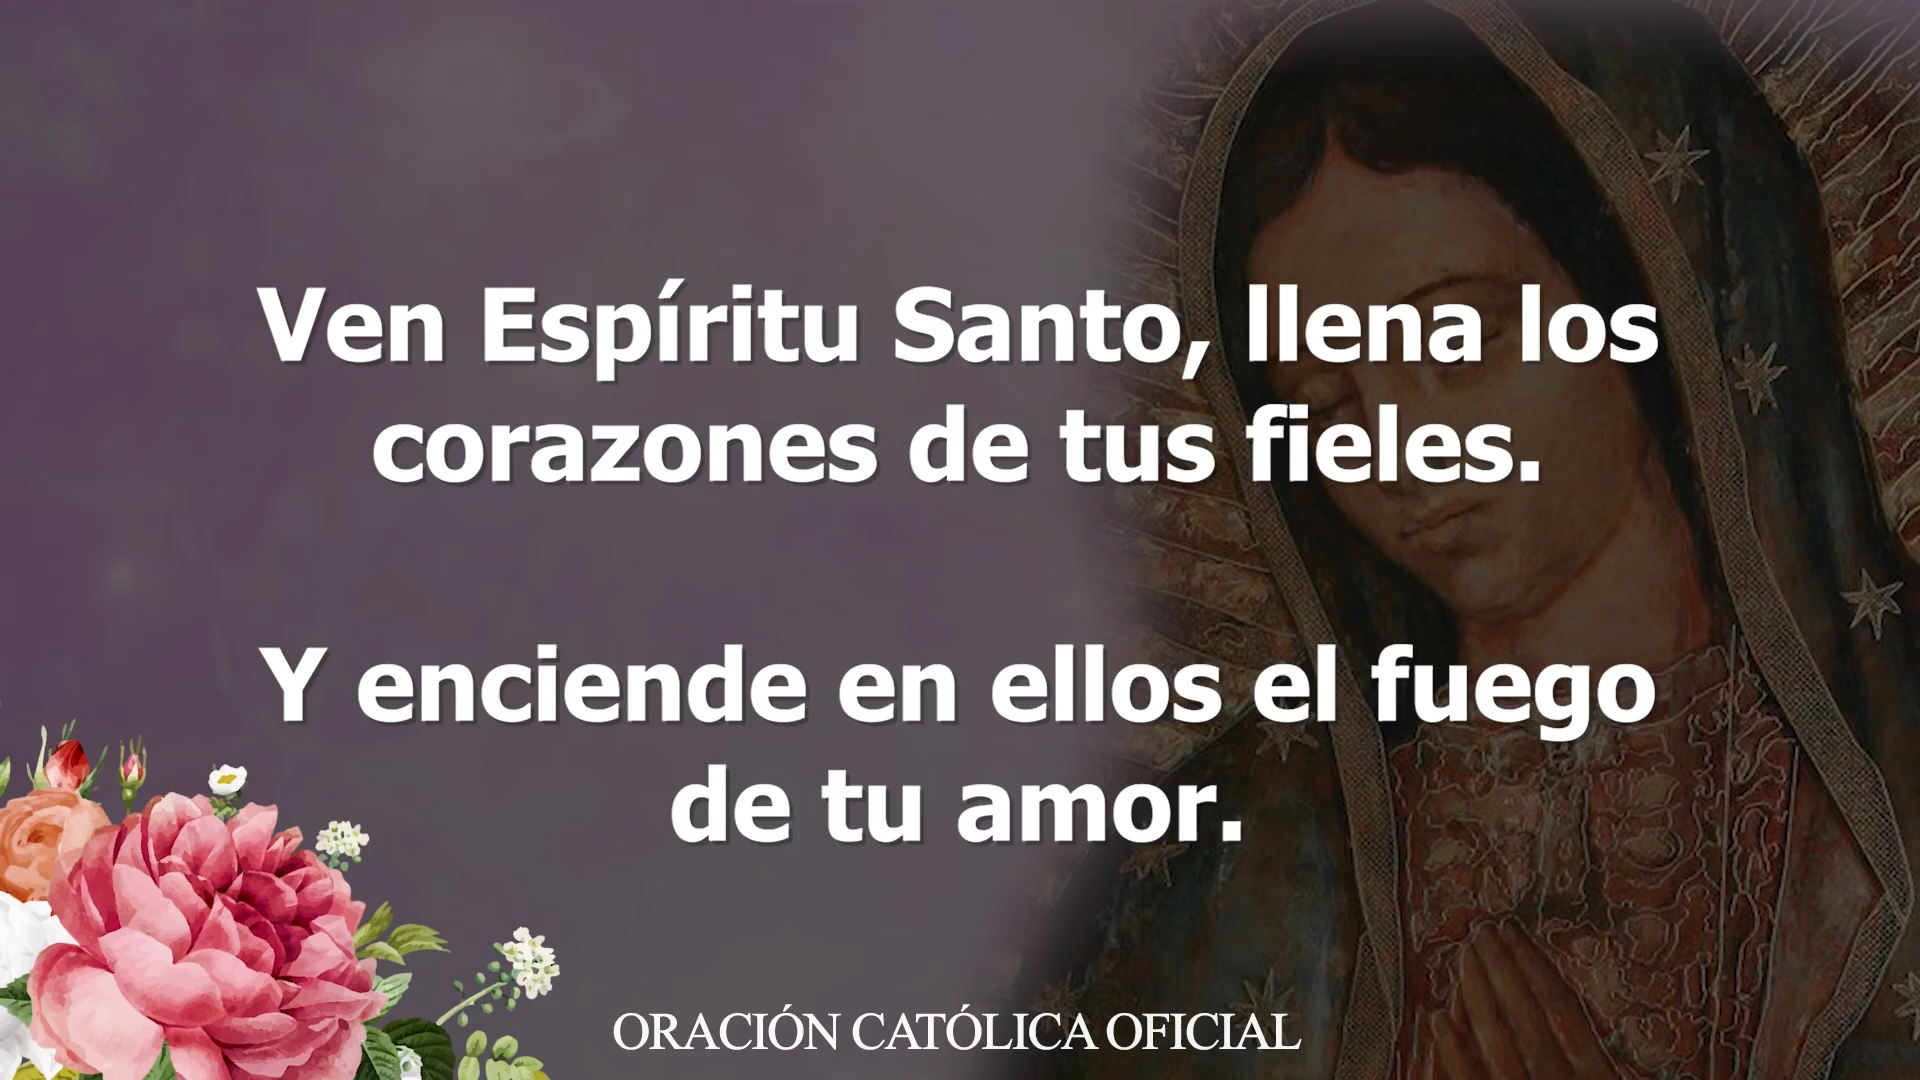 Ven Espíritu Santo, llena los
corazones de tus fieles.
Y enciende en ellos el fuego
de tu amor.
ORACIÓN CATÓLICA OFICIAL